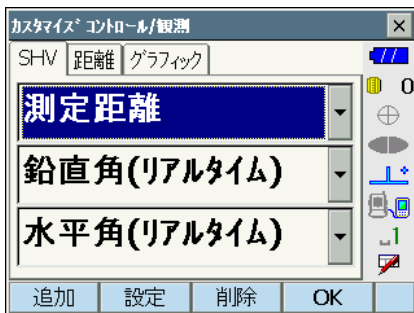 カスタマイズ コントロール/観測
SHV 距離 グラフィック
測定距離
0
鉛直角(リアルタイム)
水平角(リアルタイム)
1
追加 設定 削除 OK